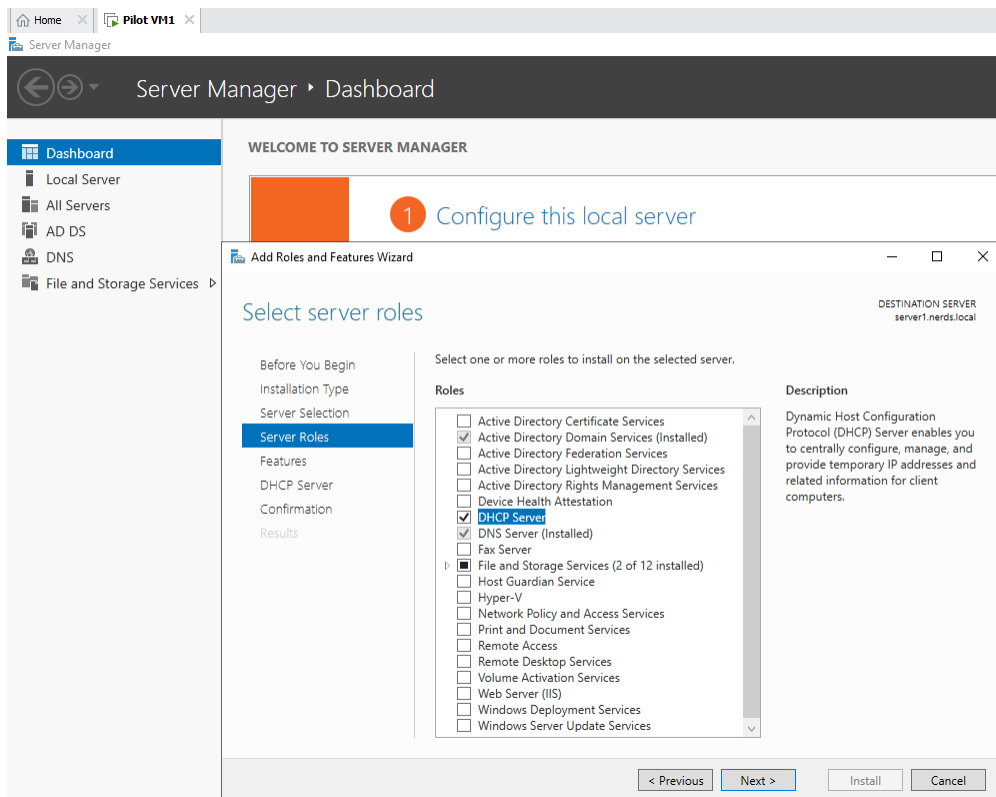 Home
Pilot VM1
Server Manager
Server Manager Dashboard
Dashboard
Local Server
All Servers
AD DS
DNS
File and Storage Services
WELCOME TO SERVER MANAGER
1 Configure this local server
Add Roles and Features Wizard
Select server roles
DESTINATION SERVER
server1.nerds.local
Before You Begin
Installation Type
Server Selection
Server Roles
Features
DHCP Server
Confirmation
Results
Select one or more roles to install on the selected server.
Roles
Active Directory Certificate Services
Active Directory Domain Services (Installed)
Active Directory Federation Services
Active Directory Lightweight Directory Services
Active Directory Rights Management Services
Device Health Attestation
DHCP Server
DNS Server (Installed)
Fax Server
File and Storage Services (2 of 12 installed)
Host Guardian Service
Hyper-V
Network Policy and Access Services
Print and Document Services
Remote Access
Remote Desktop Services
Volume Activation Services
Web Server (IIS)
Windows Deployment Services
Windows Server Update Services
Description
Dynamic Host Configuration
Protocol (DHCP) Server enables you
to centrally configure, manage, and
provide temporary IP addresses and
related information for client
computers.
< Previous
Next >
Install
Cancel